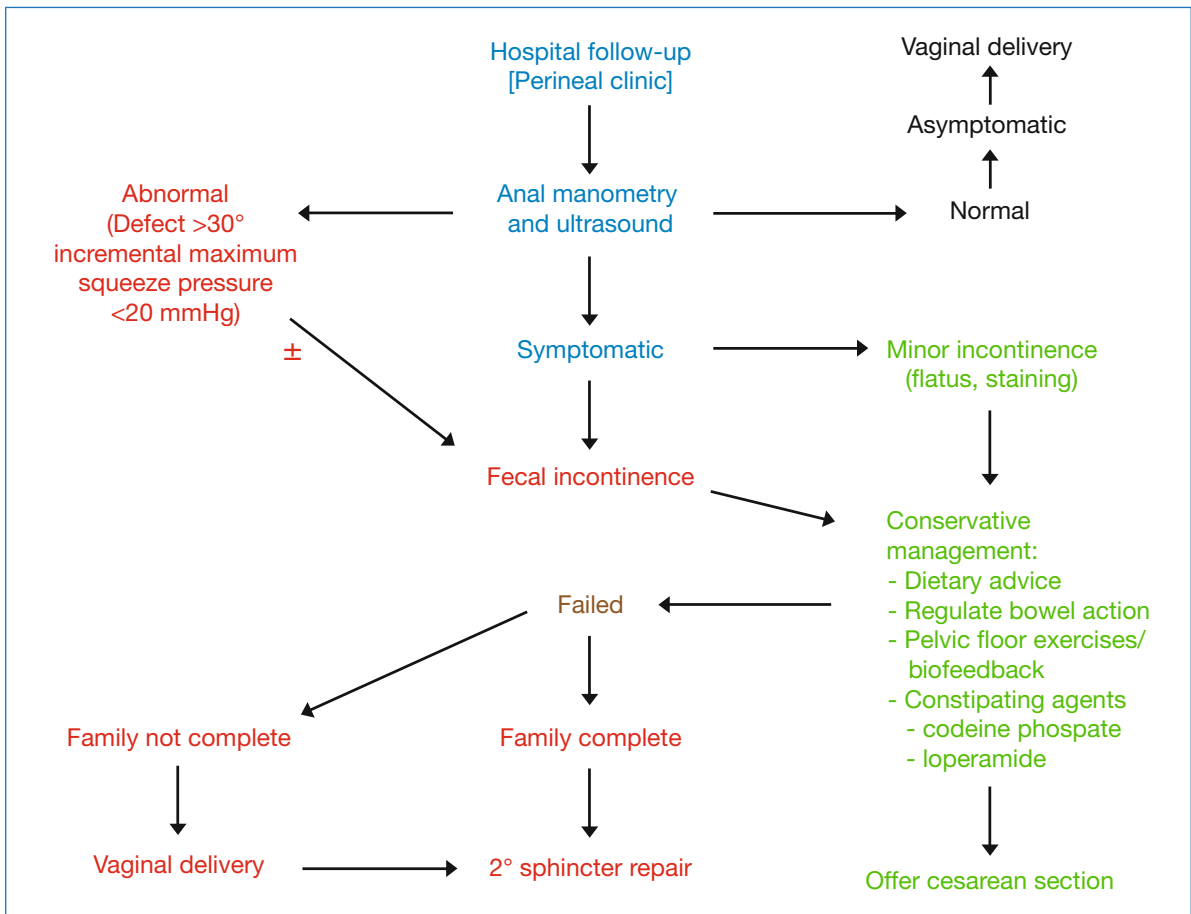 Hospital follow-up
[Perineal clinic]
Vaginal delivery
Asymptomatic
Abnormal
(Defect >30°
incremental maximum
squeeze pressure
<20 mmHg)
Anal manometry
and ultrasound
Normal
±
Symptomatic
Minor incontinence
(flatus, staining)
Fecal incontinence
Conservative
management:
- Dietary advice
- Regulate bowel action
- Pelvic floor exercises/
biofeedback
- Constipating agents
- codeine phospate
- loperamide
Failed
Family not complete
Family complete
Vaginal delivery
2° sphincter repair
Offer cesarean section